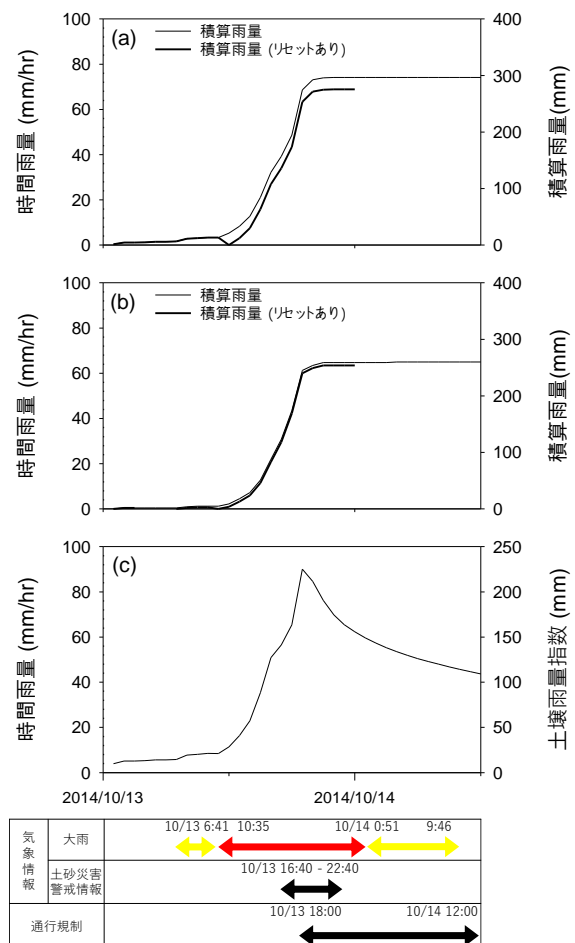 (a)
積算雨量
積算雨量 (リセットあり)
時間雨量 (mm/hr)
積算雨量(mm)
100
80
60
40
20
0
400
300
200
100
0
(b)
積算雨量
積算雨量 (リセットあり)
時間雨量 (mm/hr)
積算雨量(mm)
100
80
60
40
20
0
400
300
200
100
0
(c)
時間雨量 (mm/hr)
土壌雨量指数 (mm)
100
80
60
40
20
0
250
200
150
100
50
0
2014/10/13
2014/10/14
気象情報
大雨
10/13 6:41
10:35
10/14 0:51
9:46
土砂災害
警戒情報
10/13 16:40 - 22:40
通行規制
10/13 18:00
10/14 12:00